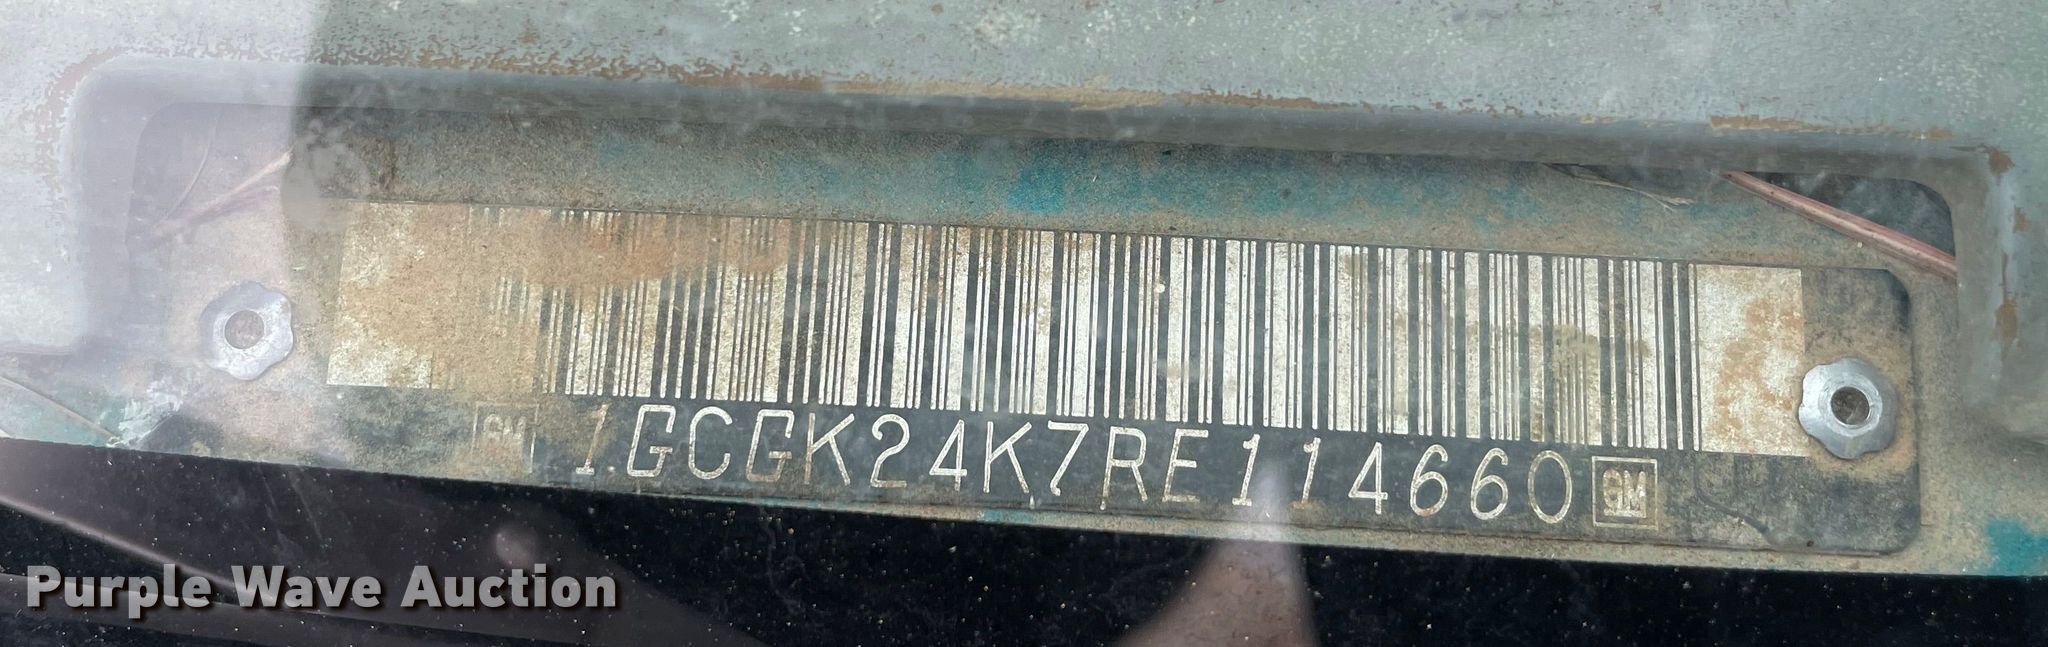 GM 1GCGK24K7RE114660 GM
Purple Wave Auction